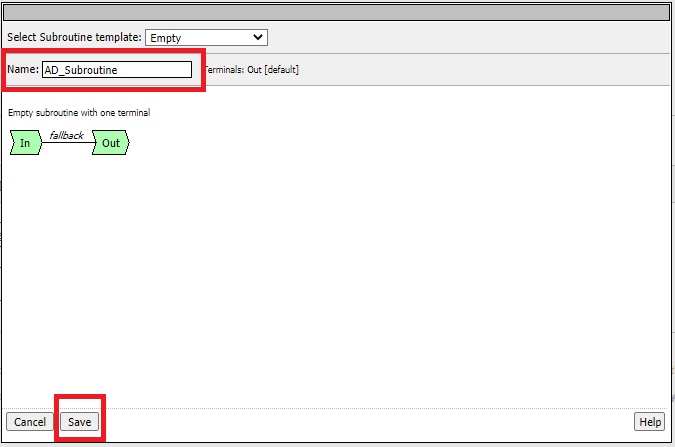 Select Subroutine template: Empty
Name: AD_Subroutine Terminals: Out [default]
Empty subroutine with one terminal
In fallback Out
Cancel Save Help